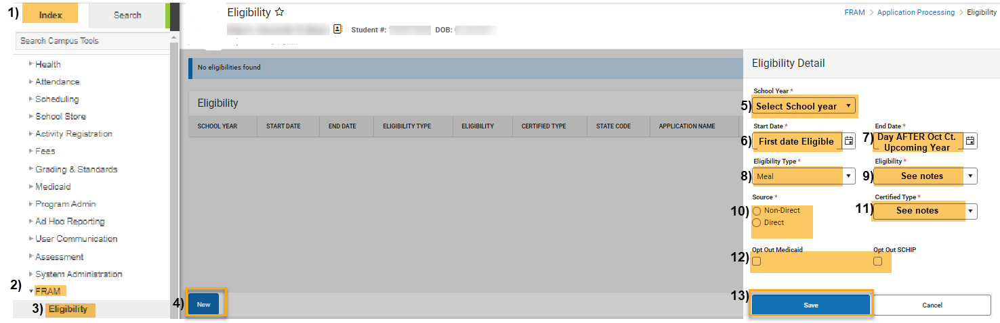 1) Index Search
Search Campus Tools
Health
Attendance
Scheduling
School Store
Activity Registration
Fees
Grading & Standards
Medicaid
Program Admin
Ad Hoc Reporting
User Communication
Assessment
System Administration
2) FRAM
3) Eligibility
Eligibility
FRAM > Application Processing > Eligibility
Student #: DOB:
No eligibilities found
Eligibility
SCHOOL YEAR START DATE END DATE ELIGIBILITY TYPE ELIGIBILITY CERTIFIED TYPE STATE CODE APPLICATION NAME
4) New
Eligibility Detail
School Year *
5) Select School year
Start Date * End Date *
6) First date Eligible 7) Day AFTER Oct Ct.
Upcoming Year
Eligibility Type * Eligibility *
8) Meal 9) See notes
Source * Certified Type *
10) Non-Direct 11) See notes
Direct
Opt Out Medicaid Opt Out SCHIP
12)
13) Save Cancel